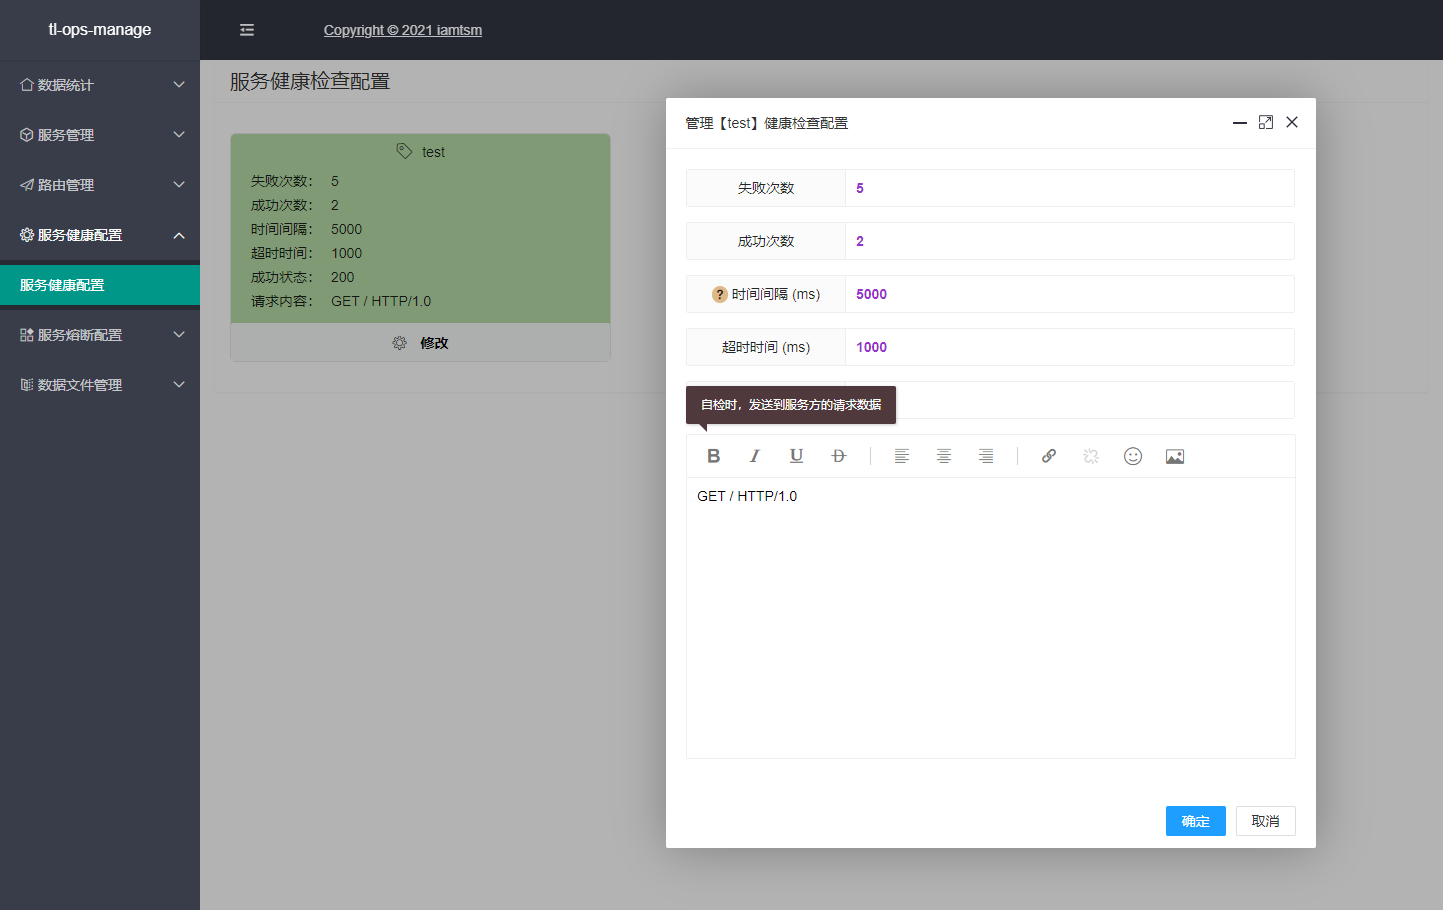 tl-ops-manage
Copyright © 2021 iamtsm
数据统计
服务管理
路由管理
服务健康配置
服务健康配置
服务熔断配置
数据文件管理
服务健康检查配置
test
失败次数： 5
成功次数： 2
时间间隔： 5000
超时时间： 1000
成功状态： 200
请求内容： GET / HTTP/1.0
修改
管理【test】健康检查配置
失败次数 5
成功次数 2
? 时间间隔 (ms) 5000
超时时间 (ms) 1000
自检时，发送到服务方的请求数据
B I U D
GET / HTTP/1.0
确定 取消